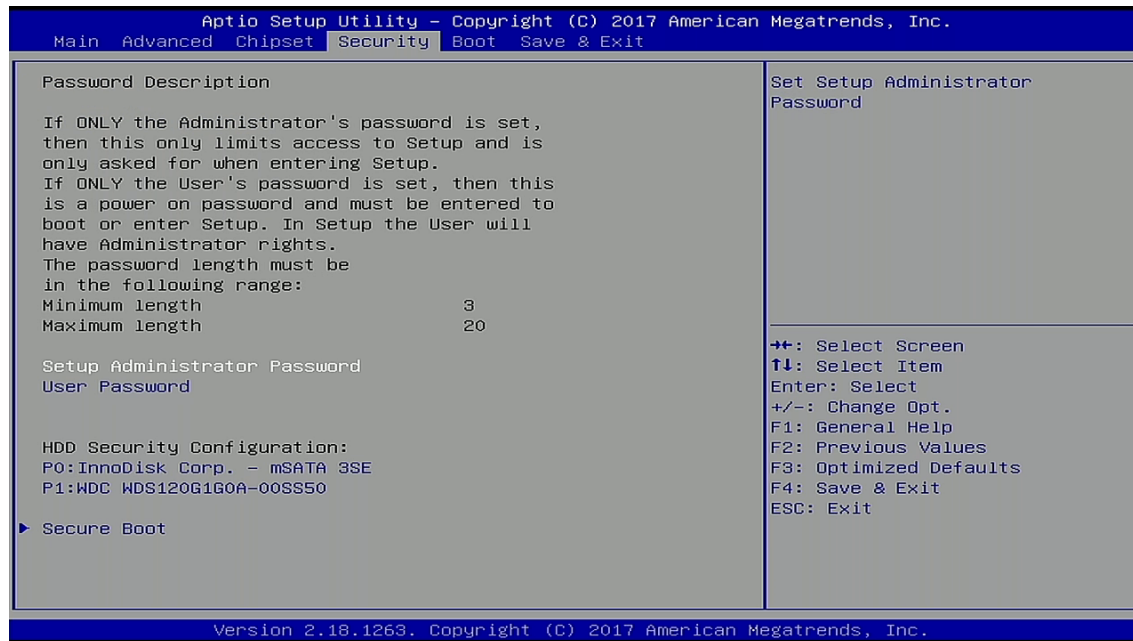 Aptio Setup Utility – Copyright (C) 2017 American Megatrends, Inc.
Main Advanced Chipset Security Boot Save & Exit
Password Description
If ONLY the Administrator's password is set,
then this only limits access to Setup and is
only asked for when entering Setup.
If ONLY the User's password is set, then this
is a power on password and must be entered to
boot or enter Setup. In Setup the User will
have Administrator rights.
The password length must be
in the following range:
Minimum length 3
Maximum length 20
Setup Administrator Password
User Password
HDD Security Configuration:
P0:InnoDisk Corp. - mSATA 3SE
P1:WDC WDS120G1G0A-00SS50
▶ Secure Boot
Set Setup Administrator
Password
→←: Select Screen
↑↓: Select Item
Enter: Select
+/-: Change Opt.
F1: General Help
F2: Previous Values
F3: Optimized Defaults
F4: Save & Exit
ESC: Exit
Version 2.18.1263. Copyright (C) 2017 American Megatrends, Inc.